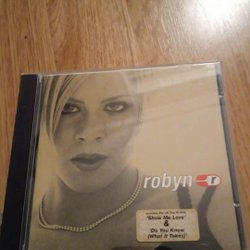 robyn
'Show Me Love'
&
'Do You Know
(What It Takes)'